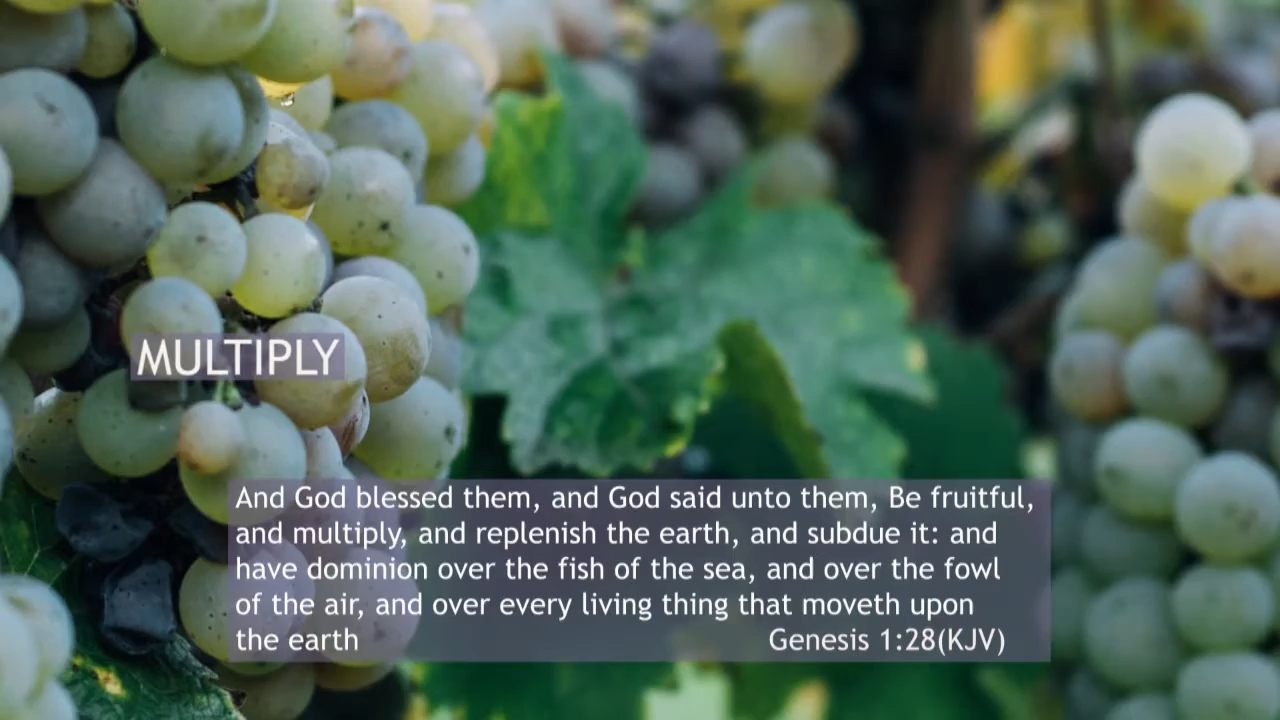 MULTIPLY
And God blessed them, and God said unto them, Be fruitful,
and multiply, and replenish the earth, and subdue it: and
have dominion over the fish of the sea, and over the fowl
of the air, and over every living thing that moveth upon
the earth Genesis 1:28(KJV)